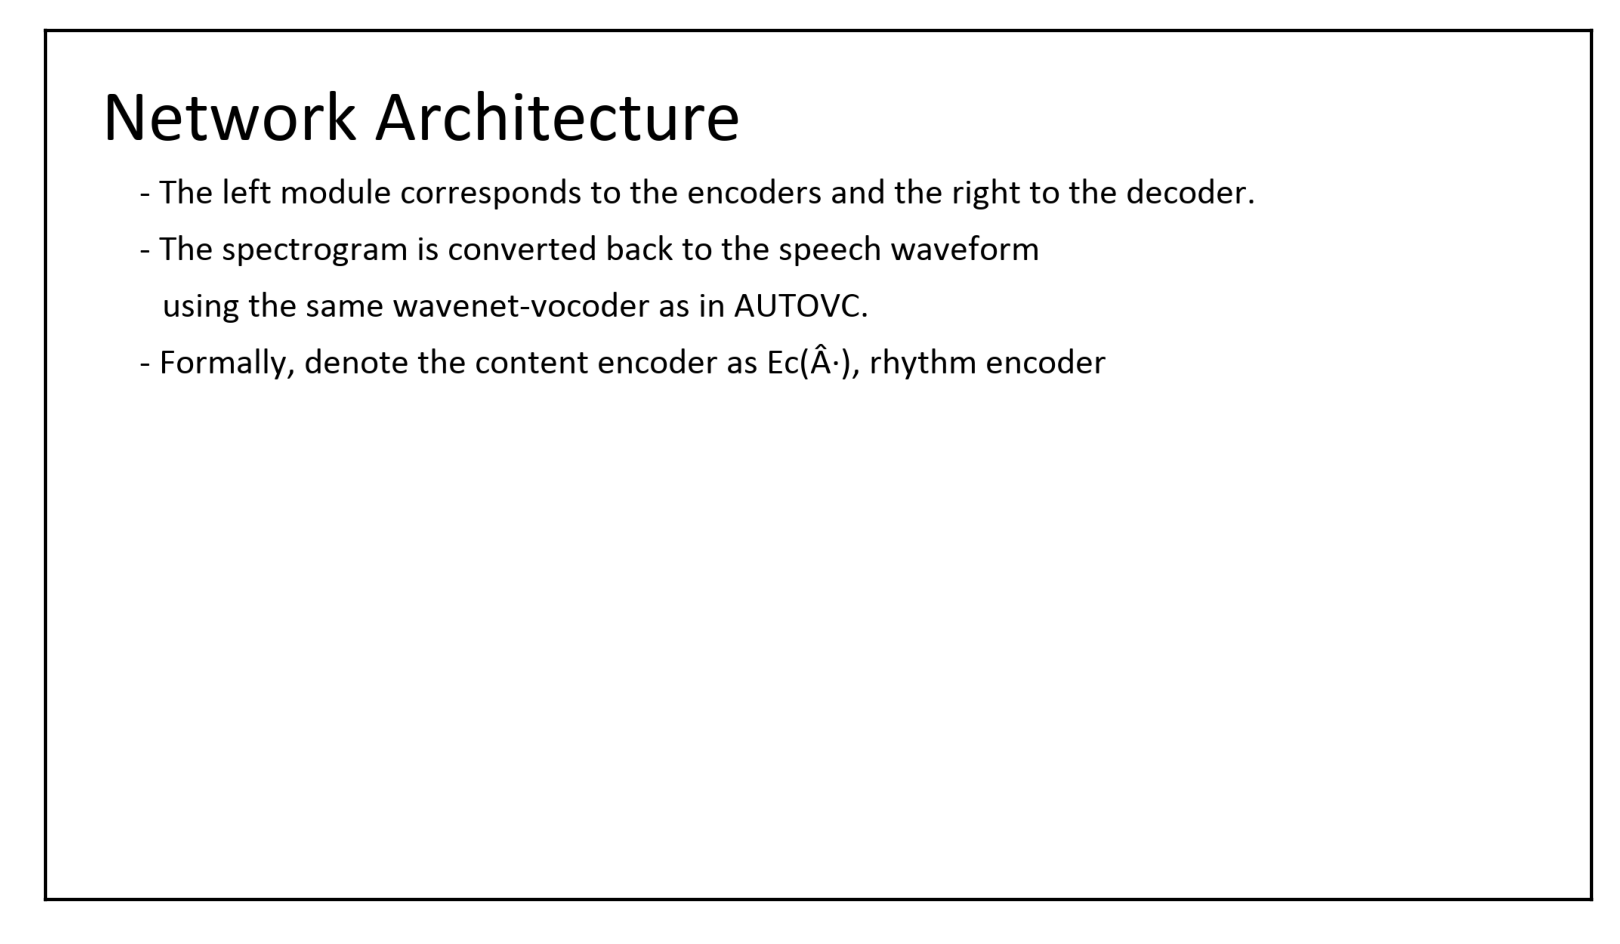 Network Architecture
- The left module corresponds to the encoders and the right to the decoder.
- The spectrogram is converted back to the speech waveform
using the same wavenet-vocoder as in AUTOVC.
- Formally, denote the content encoder as Ec(Â·), rhythm encoder